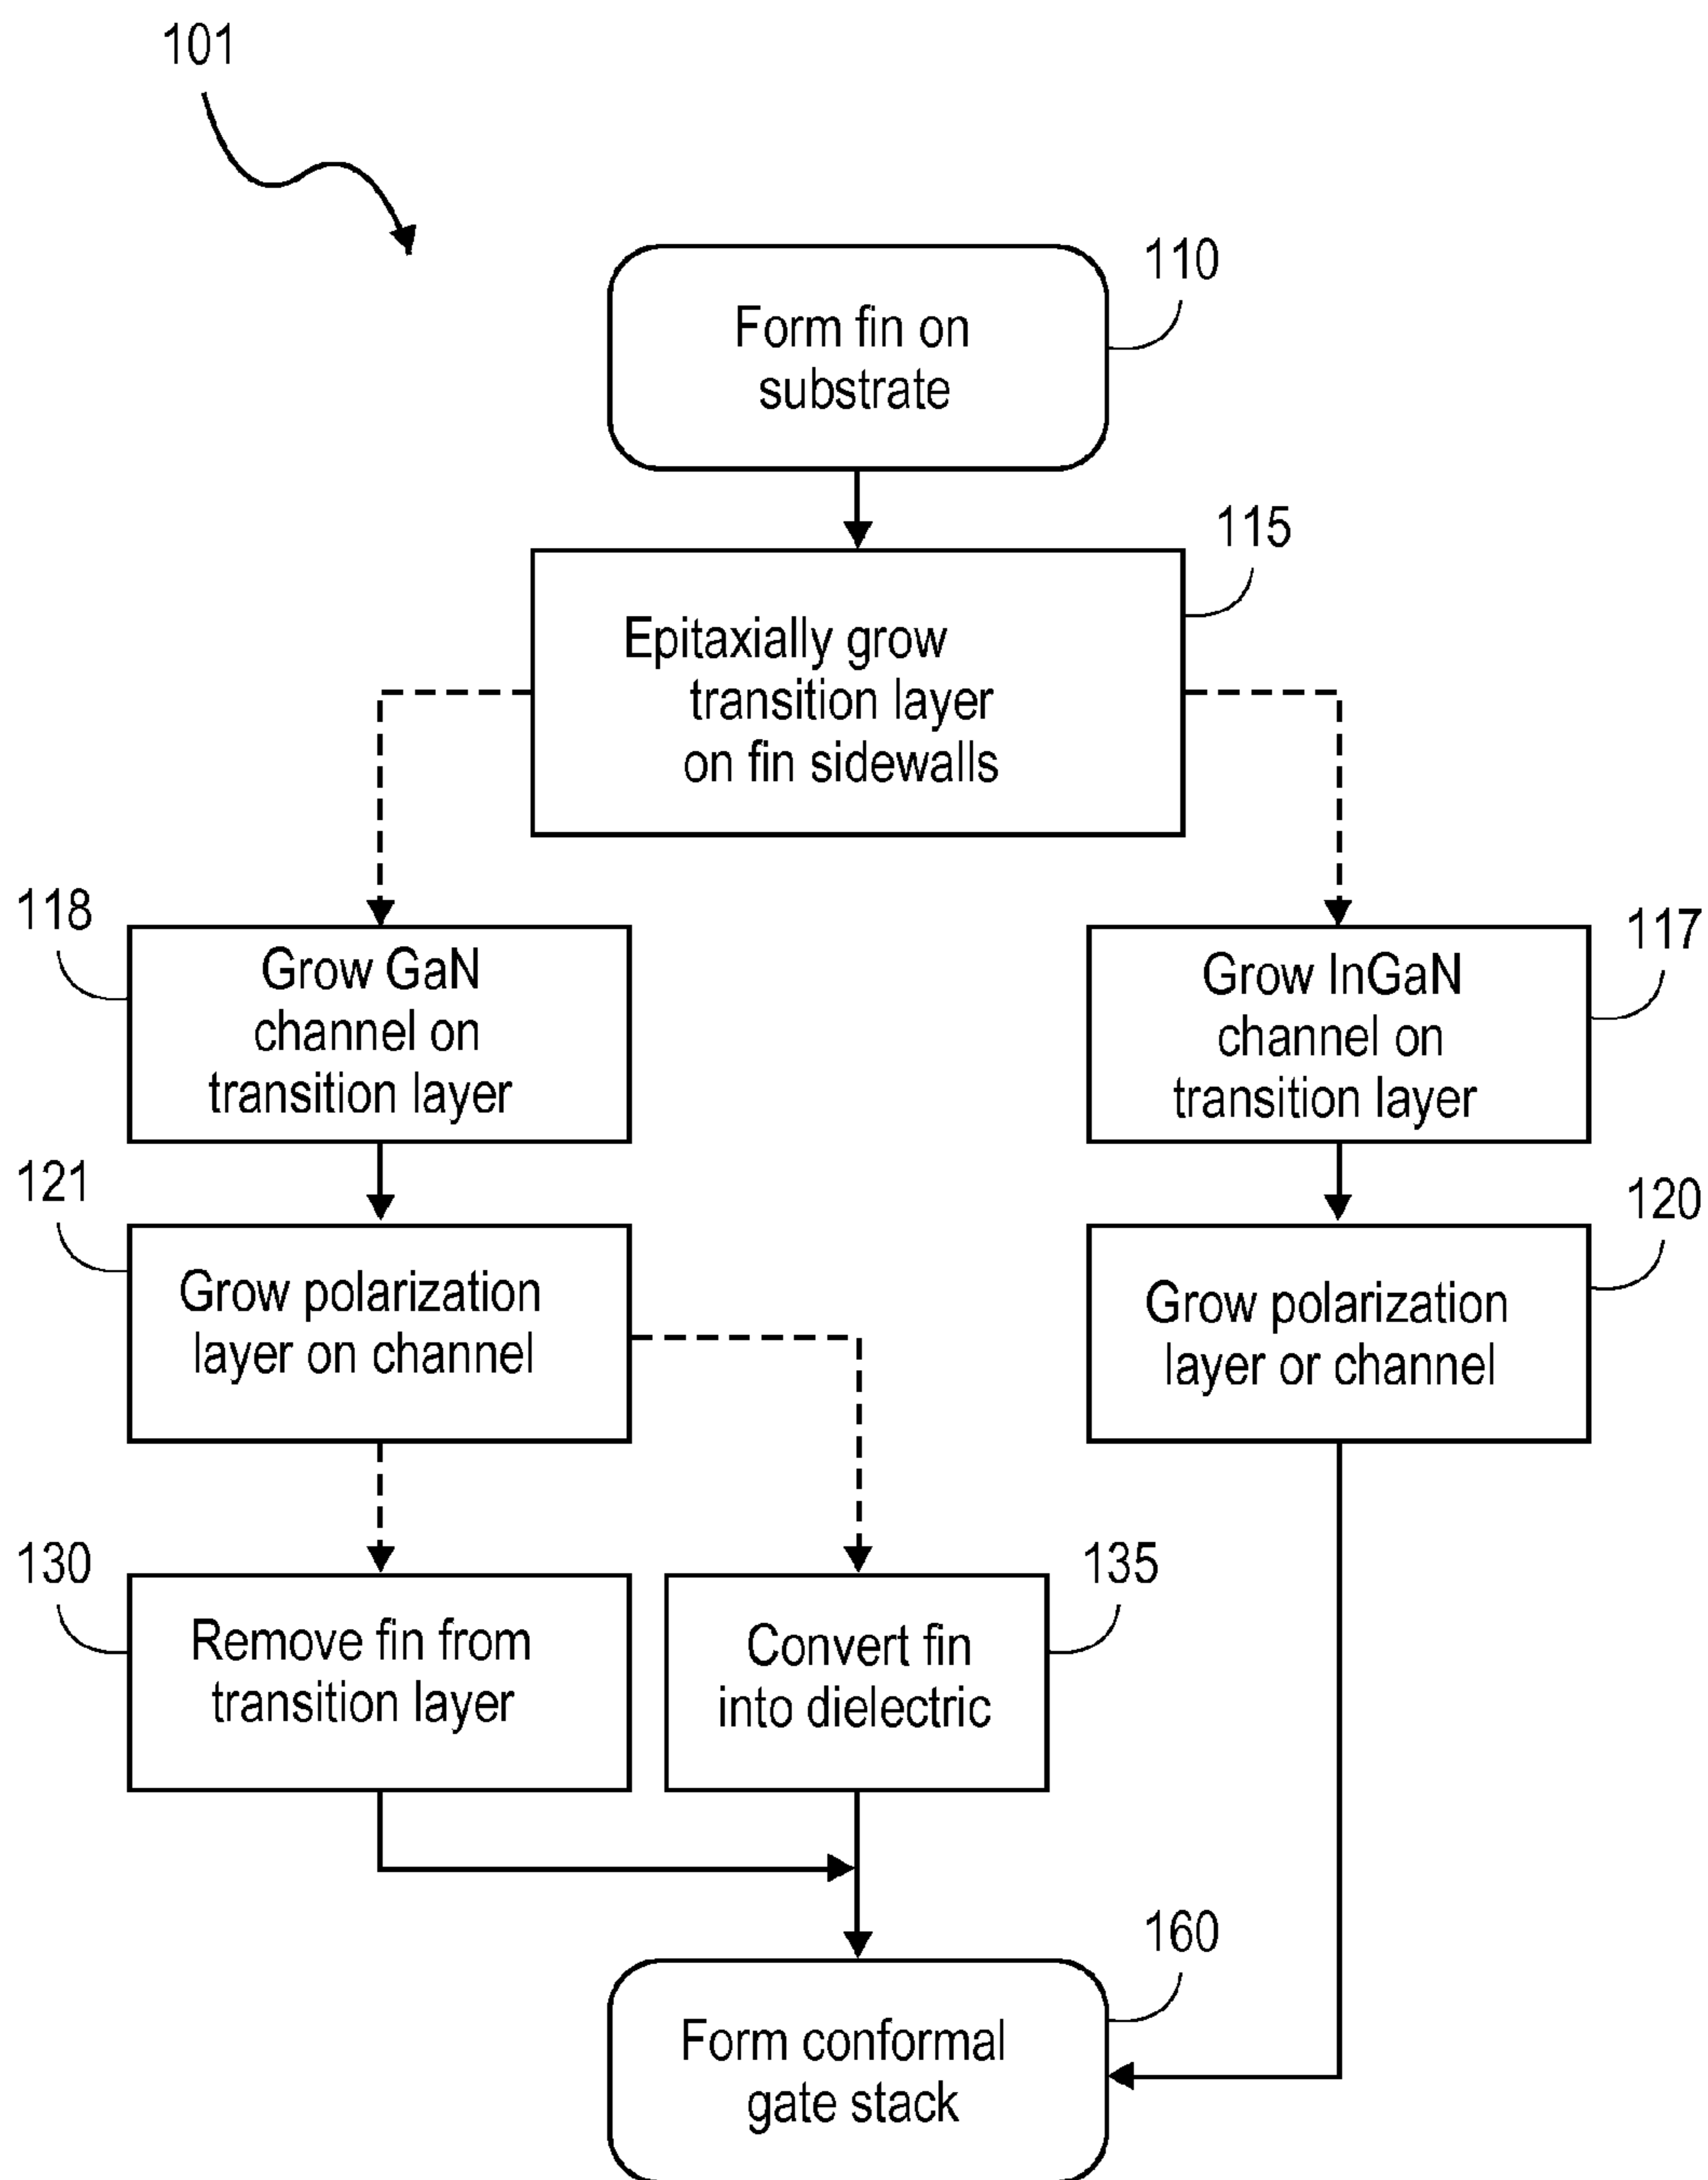 101
110
Form fin on
substrate
115
Epitaxially grow
transition layer
on fin sidewalls
118
Grow GaN
channel on
transition layer
117
Grow InGaN
channel on
transition layer
121
Grow polarization
layer on channel
120
Grow polarization
layer or channel
130
Remove fin from
transition layer
135
Convert fin
into dielectric
160
Form conformal
gate stack